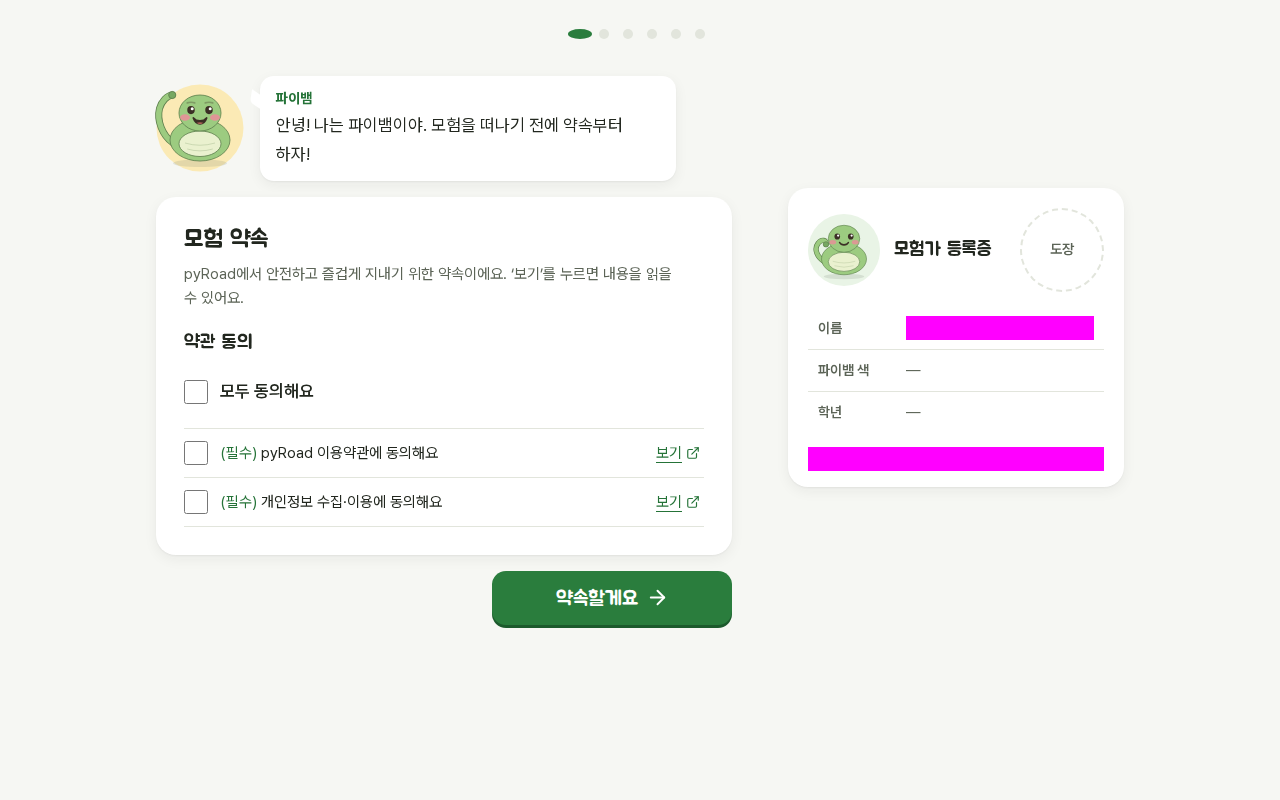 파이뱀
안녕! 나는 파이뱀이야. 모험을 떠나기 전에 약속부터
하자!
모험 약속
pyRoad에서 안전하고 즐겁게 지내기 위한 약속이에요. ‘보기’를 누르면 내용을 읽을
수 있어요.
약관 동의
모두 동의해요
(필수) pyRoad 이용약관에 동의해요 보기
(필수) 개인정보 수집·이용에 동의해요 보기
약속할게요
모험가 등록증
도장
이름
파이뱀 색 —
학년 —